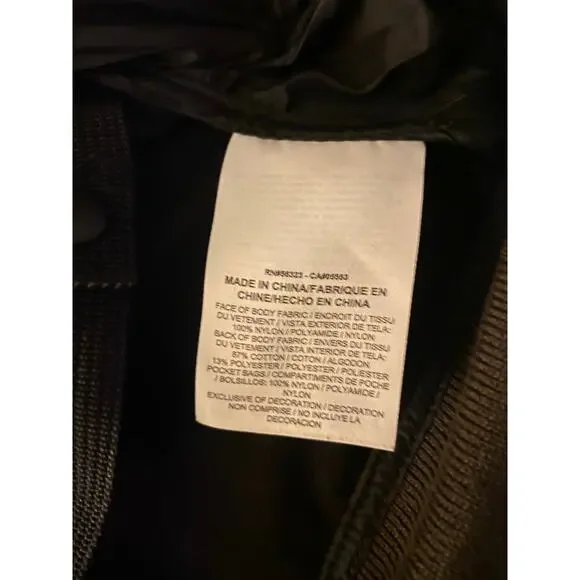 RN#56323 - CA#05553
MADE IN CHINA/FABRIQUE EN
CHINE/HECHO EN CHINA
FACE OF BODY FABRIC / ENDROIT DU TISSU
DU VETEMENT / VISTA EXTERIOR DE TELA:
100% NYLON / POLYAMIDE / NYLON
BACK OF BODY FABRIC / ENVERS DU TISSU
DU VETEMENT / VISTA INTERIOR DE TELA:
87% COTTON / COTON / ALGODON
13% POLYESTER / POLYESTER / POLIESTER
POCKET BAGS / COMPARTIMENTS DE POCHE
/ BOLSILLOS: 100% NYLON / POLYAMIDE /
NYLON
EXCLUSIVE OF DECORATION / DECORATION
NON COMPRISE / NO INCLUYE LA
DECORACION